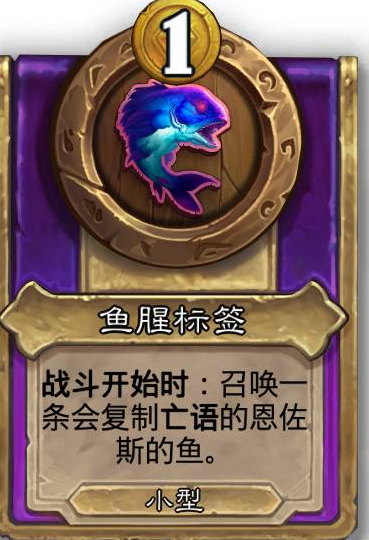 1
鱼腥标签
战斗开始时：召唤一
条会复制亡语的恩佐
斯的鱼。
小型